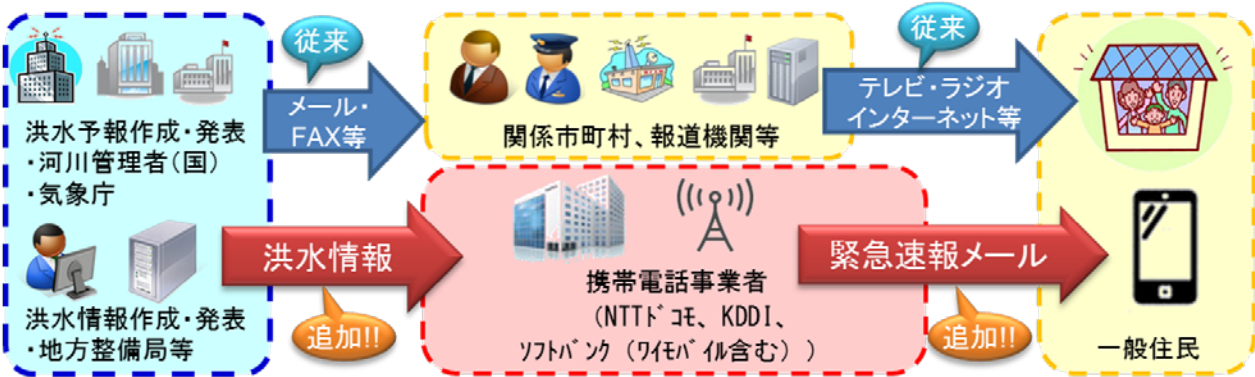 従来
従来
メール・
FAX等
テレビ・ラジオ
インターネット等
洪水予報作成・発表
・河川管理者(国)
・気象庁
関係市町村、報道機関等
洪水情報
緊急速報メール
携帯電話事業者
(NTTドコモ、KDDI、
ソフトバンク(ワイモバイル含む))
洪水情報作成・発表
・地方整備局等
追加!!
追加!!
一般住民